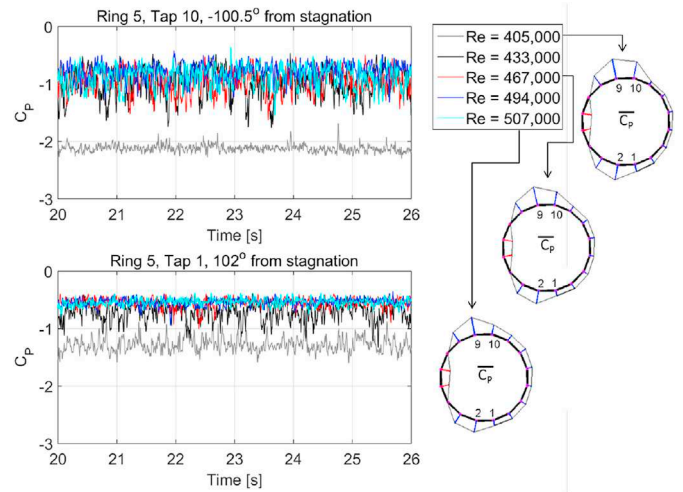 Ring 5, Tap 10, -100.5° from stagnation
0
-1
-2
-3
C_P
20 21 22 23 24 25 26
Time [s]
Ring 5, Tap 1, 102° from stagnation
0
-1
-2
-3
C_P
20 21 22 23 24 25 26
Time [s]
Re = 405,000
Re = 433,000
Re = 467,000
Re = 494,000
Re = 507,000
9 10
C_P
2 1
9 10
C_P
2 1
9 10
C_P
2 1